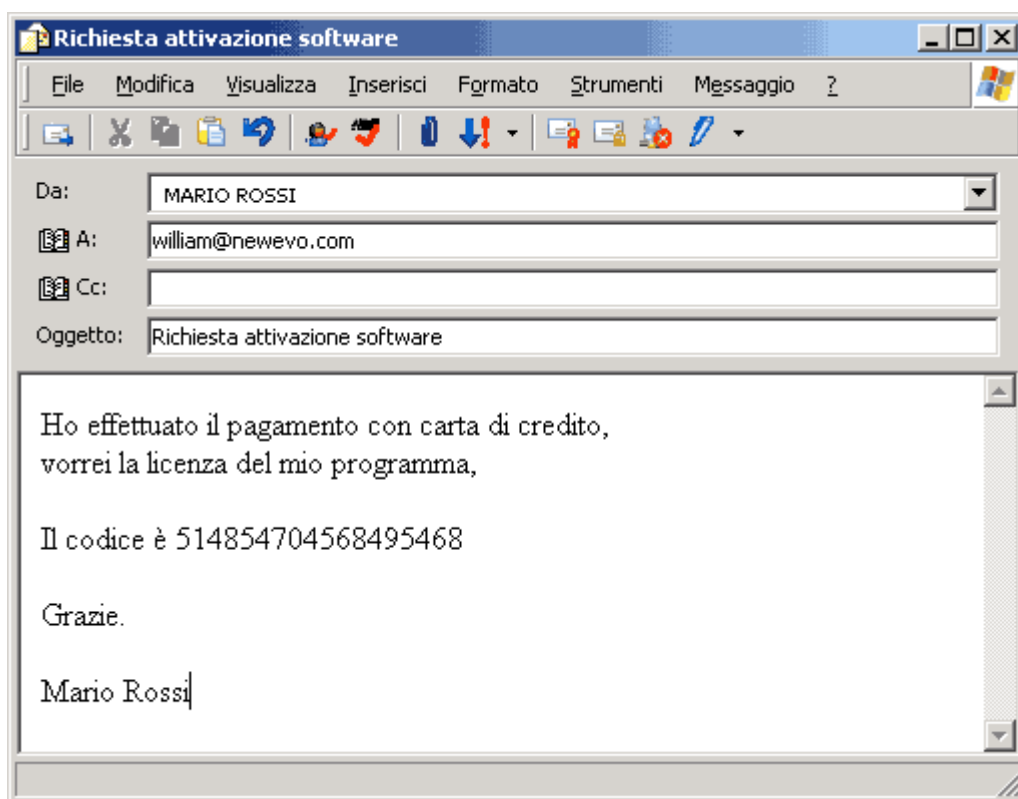 Richiesta attivazione software
File Modifica Visualizza Inserisci Formato Strumenti Messaggio ?
Da: MARIO ROSSI
A: william@newevo.com
Cc:
Oggetto: Richiesta attivazione software
Ho effettuato il pagamento con carta di credito,
vorrei la licenza del mio programma,
Il codice è 514854704568495468
Grazie.
Mario Rossi